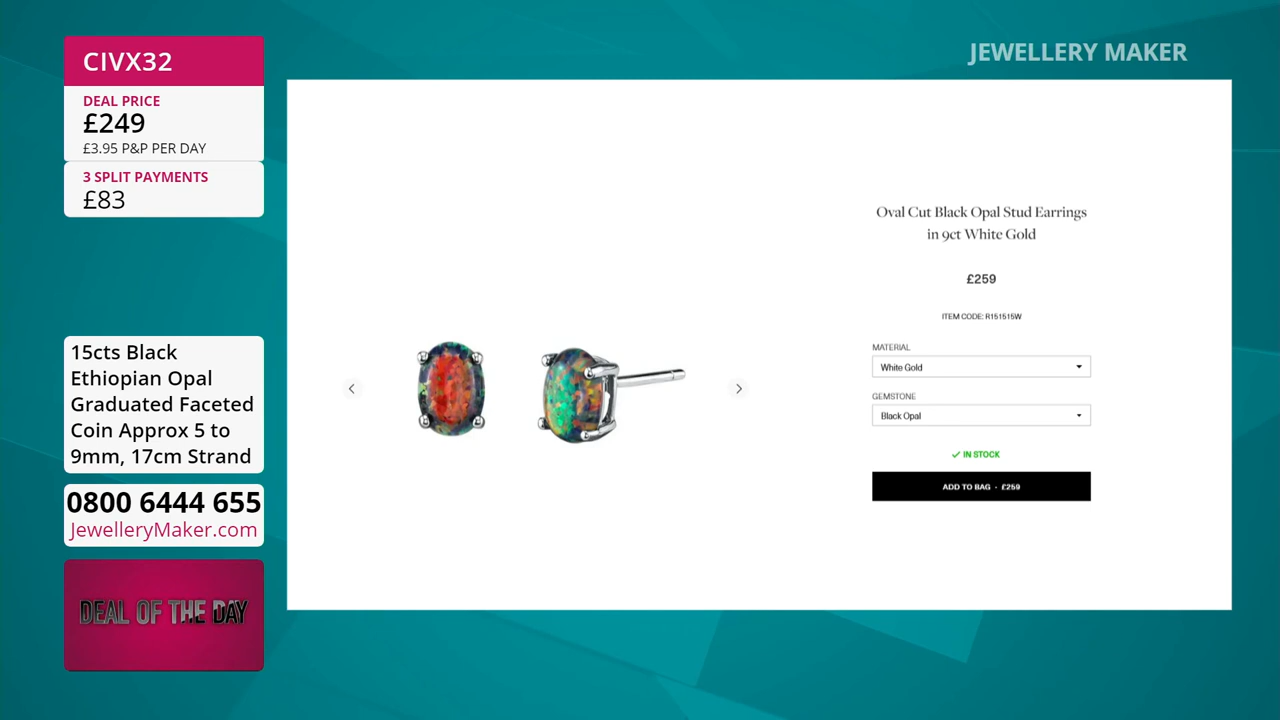 CIVX32
DEAL PRICE
£249
£3.95 P&P PER DAY
3 SPLIT PAYMENTS
£83
15cts Black
Ethiopian Opal
Graduated Faceted
Coin Approx 5 to
9mm, 17cm Strand
0800 6444 655
JewelleryMaker.com
DEAL OF THE DAY
JEWELLERY MAKER
Oval Cut Black Opal Stud Earrings
in 9ct White Gold
£259
ITEM CODE: R151515W
MATERIAL
White Gold
GEMSTONE
Black Opal
IN STOCK
ADD TO BAG · £259